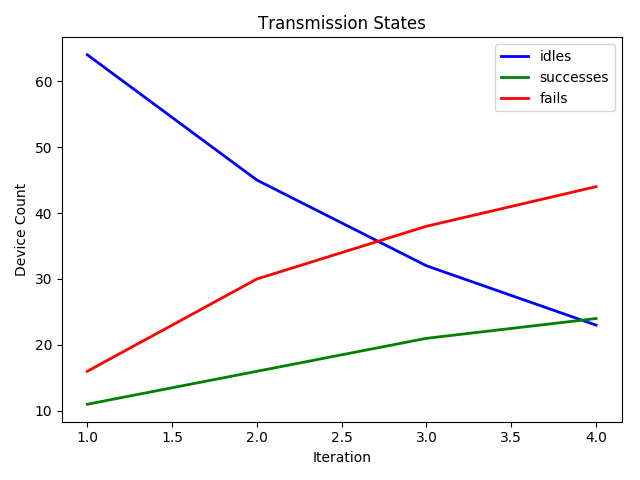 Transmission States
idles
successes
fails
Device Count
60
50
40
30
20
10
1.0 1.5 2.0 2.5 3.0 3.5 4.0
Iteration